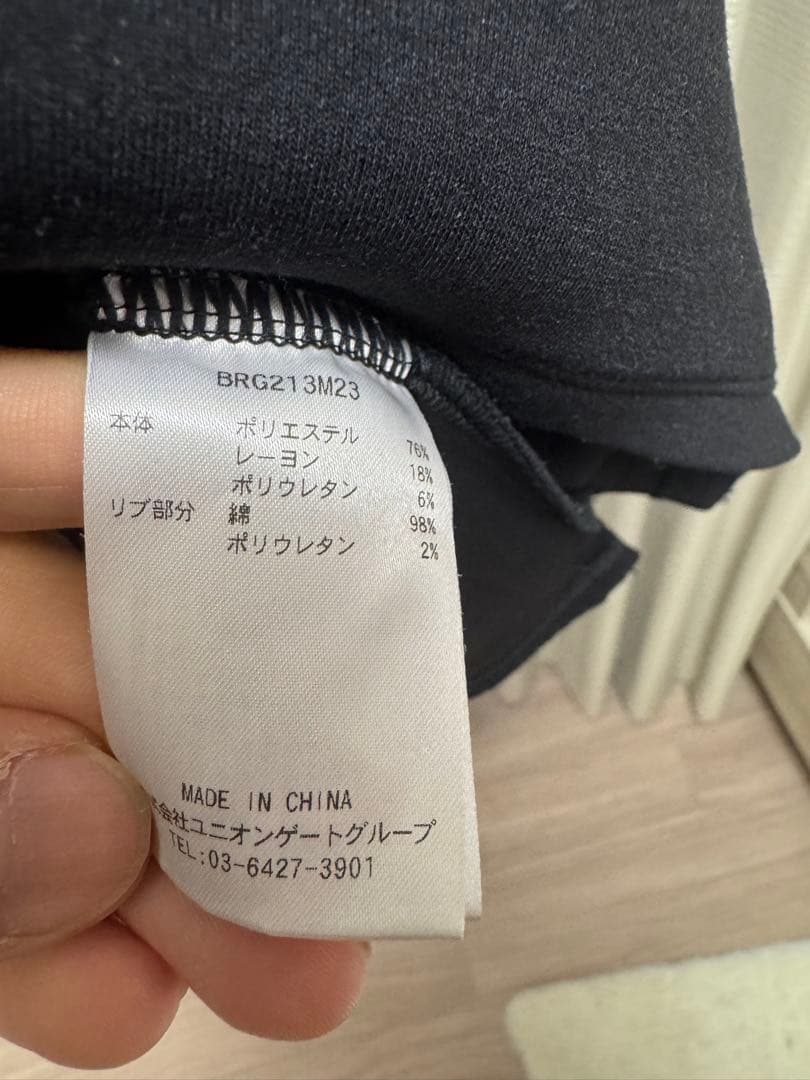 BRG213M23
本体 ポリエステル 76%
レーヨン 18%
ポリウレタン 6%
リブ部分 綿 98%
ポリウレタン 2%
MADE IN CHINA
会社ユニオンゲートグループ
TEL:03-6427-3901